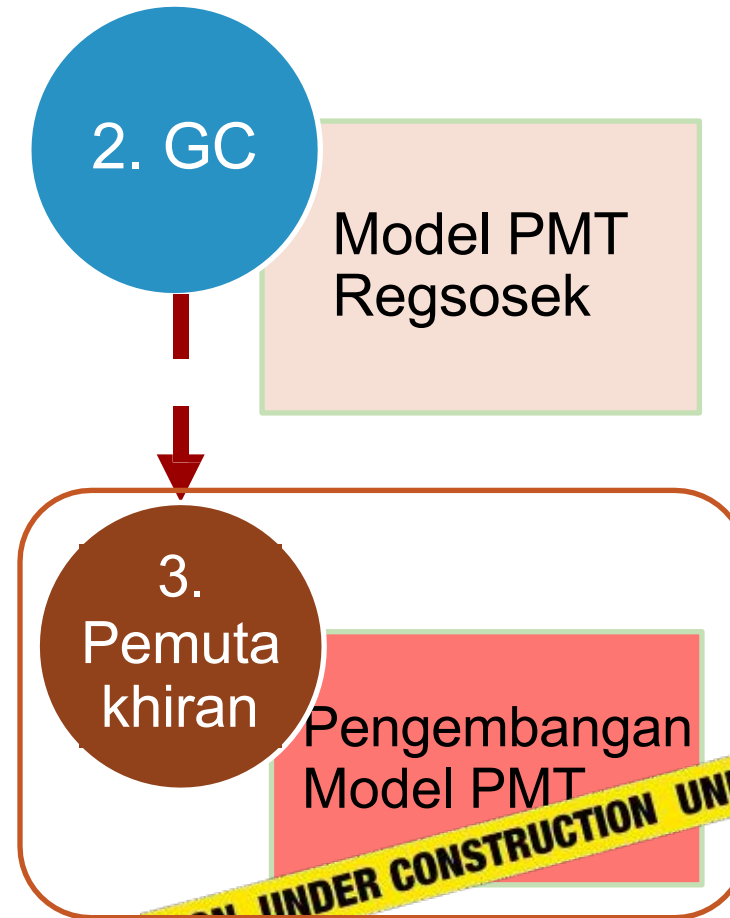 2. GC
Model PMT
Regsosek
3.
Pemuta
khiran
Pengembangan
Model PMT
UNDER CONSTRUCTION